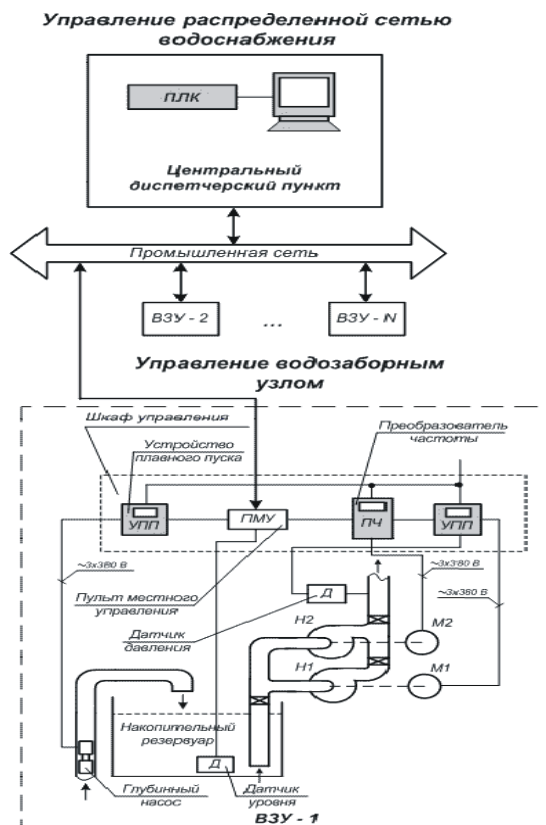 Управление распределенной сетью
водоснабжения
ПЛК
Центральный
диспетчерский пункт
Промышленная сеть
ВЗУ - 2
...
ВЗУ - N
Управление водозаборным
узлом
Шкаф управления
Преобразователь
частоты
Устройство
плавного пуска
УПП
ПМУ
ПЧ
УПП
~3x380 В
~3x380 В
~3x380 В
Пульт местного
управления
Д
Датчик
давления
Н2
М2
Н1
М1
Накопительный
резервуар
Д
Глубинный
насос
Датчик
уровня
ВЗУ - 1